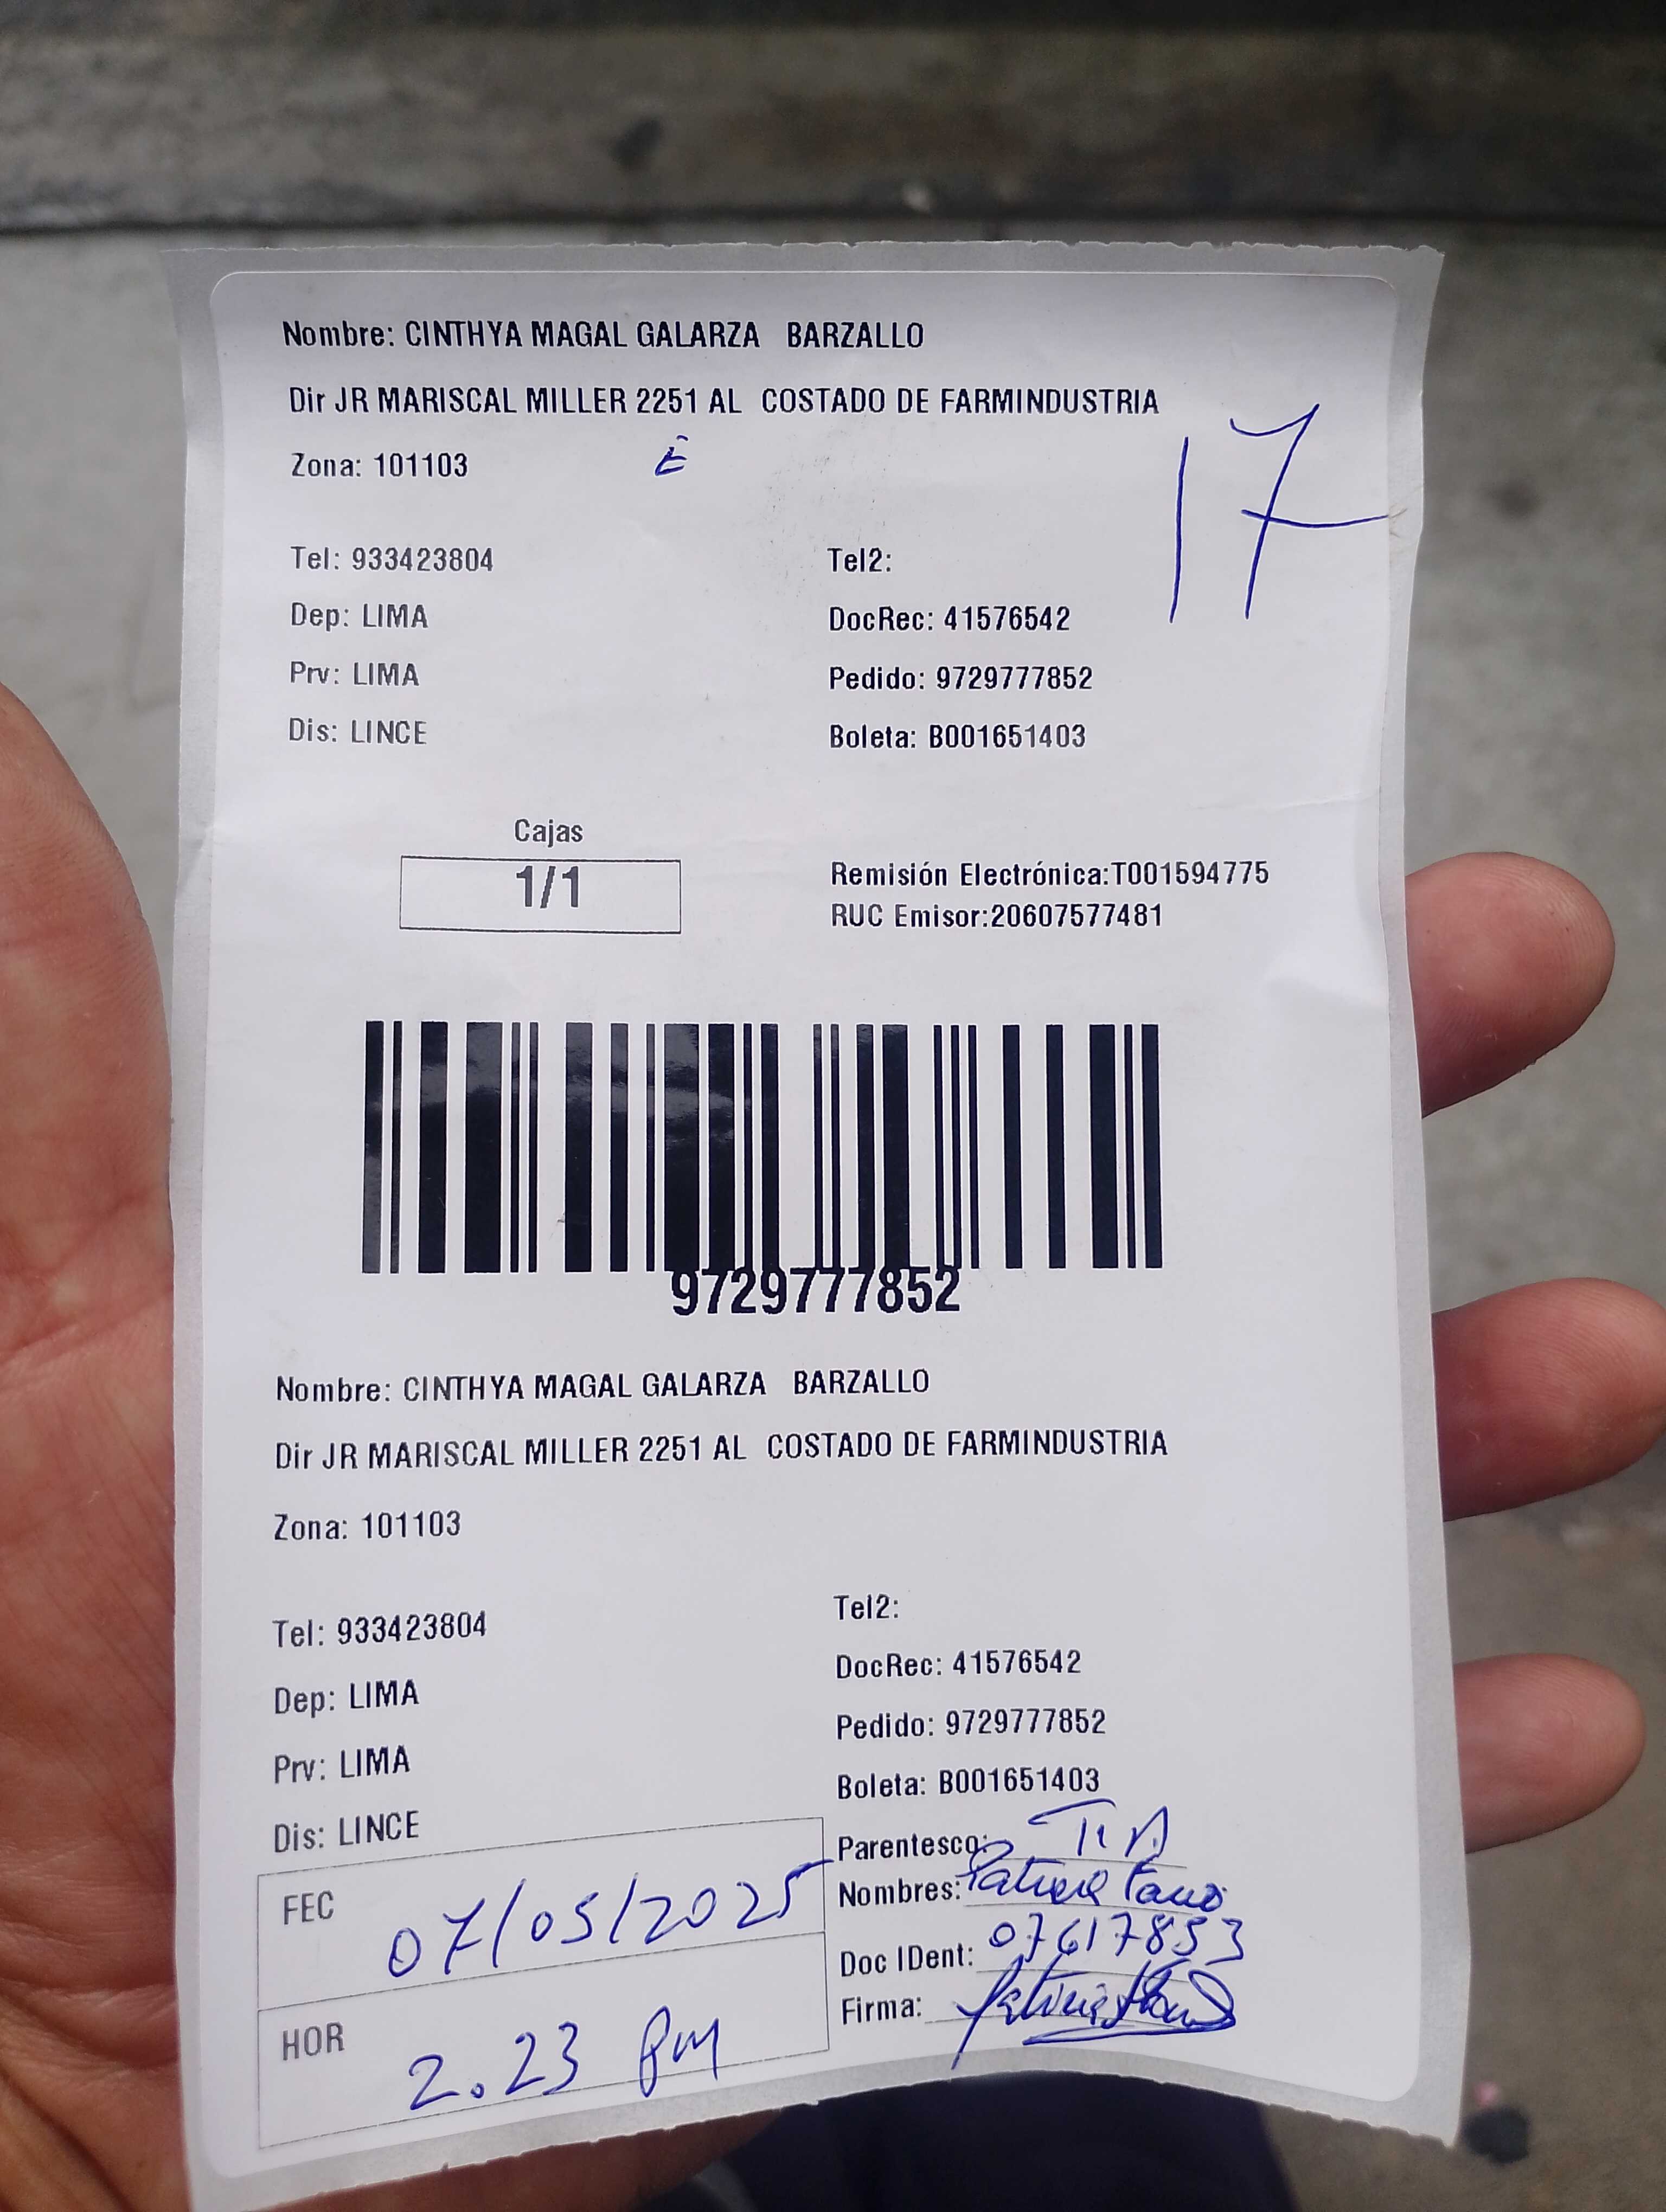 Nombre: CINTHYA MAGAL GALARZA BARZALLO
Dir JR MARISCAL MILLER 2251 AL COSTADO DE FARMINDUSTRIA
17
Zona: 101103
Tel: 933423804 Tel2:
Dep: LIMA DocRec: 41576542
Prv: LIMA Pedido: 9729777852
Dis: LINCE Boleta: B001651403
Cajas
1/1
Remisión Electrónica:T001594775
RUC Emisor:20607577481
9729777852
Nombre: CINTHYA MAGAL GALARZA BARZALLO
Dir JR MARISCAL MILLER 2251 AL COSTADO DE FARMINDUSTRIA
Zona: 101103
Tel: 933423804 Tel2:
Dep: LIMA DocRec: 41576542
Prv: LIMA Pedido: 9729777852
Dis: LINCE Boleta: B001651403
FEC 07/05/2025
HOR 2.23 pm
Parentesco: TIA
Nombres:
Doc IDent: 07617853
Firma: